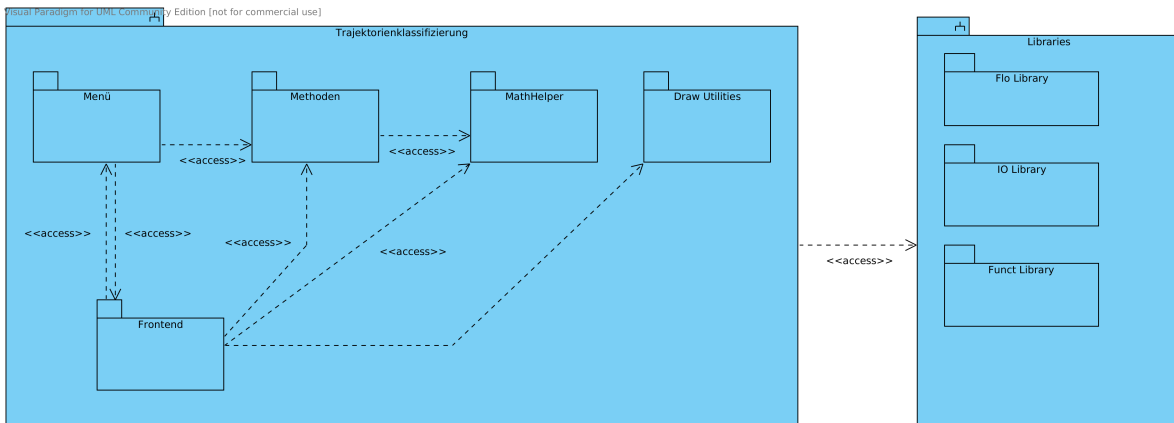 Visual Paradigm for UML Community Edition [not for commercial use]
Trajektorienklassifizierung
Libraries
Menü
Methoden
MathHelper
Draw Utilities
Flo Library
<<access>>
<<access>>
IO Library
<<access>>
<<access>>
<<access>>
<<access>>
<<access>>
Funct Library
Frontend